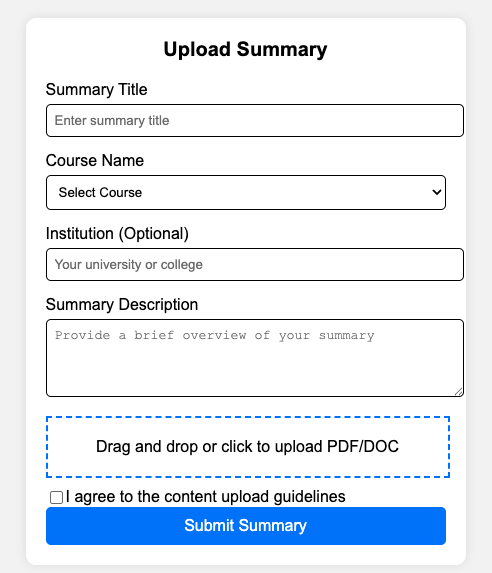 Upload Summary
Summary Title
Enter summary title
Course Name
Select Course
Institution (Optional)
Your university or college
Summary Description
Provide a brief overview of your summary
Drag and drop or click to upload PDF/DOC
I agree to the content upload guidelines
Submit Summary